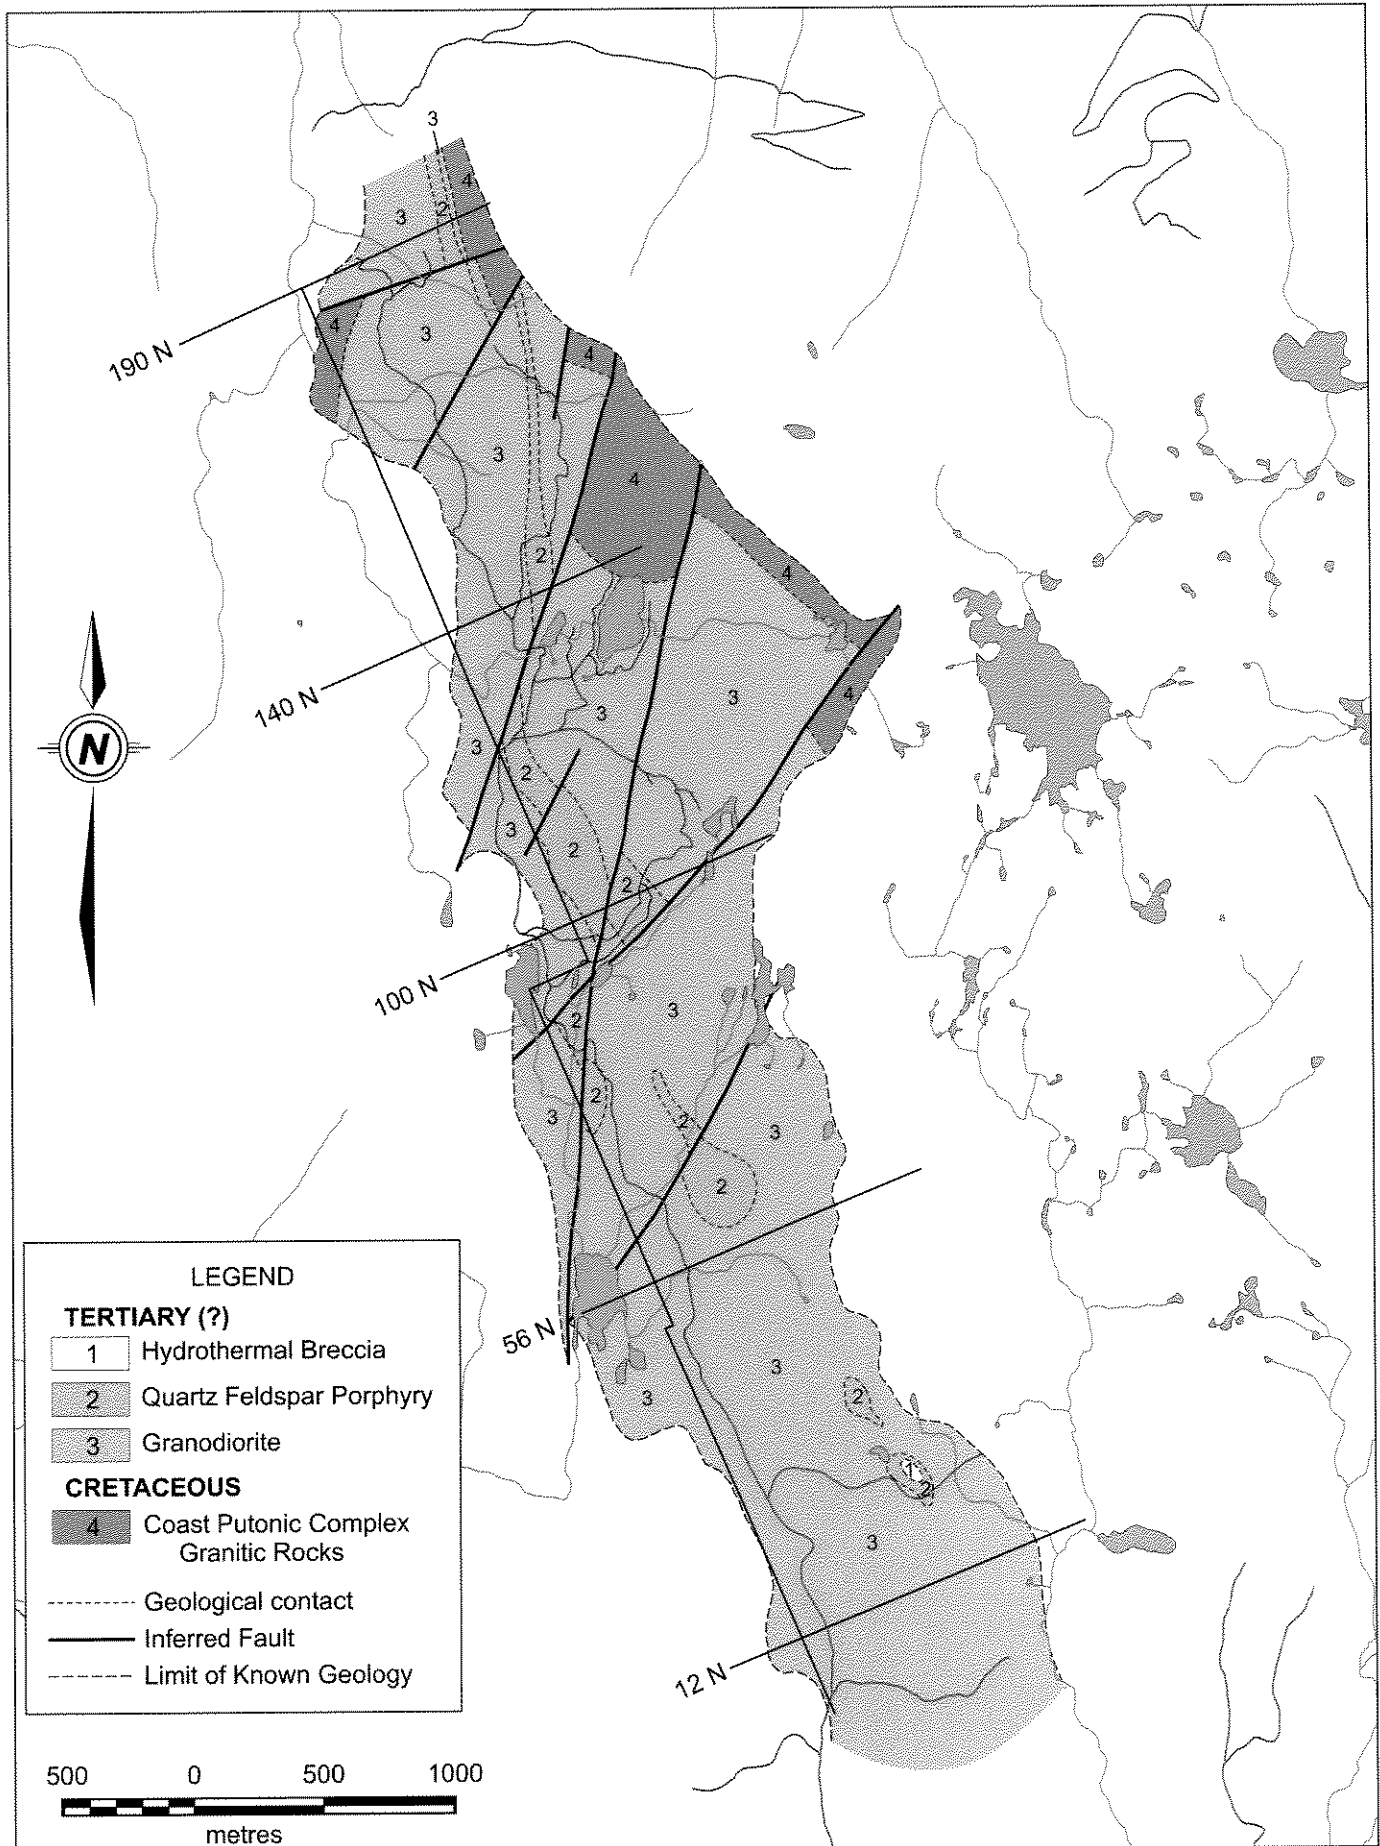 3
4
3
2
190 N
4
3
4
3
4
2
4
140 N
3
4
3
3
2
3
2
2
100 N
3
2
2
3
2
3
2
56 N
3
3
2
1
2
3
12 N
N
LEGEND
TERTIARY (?)
1 Hydrothermal Breccia
2 Quartz Feldspar Porphyry
3 Granodiorite
CRETACEOUS
4 Coast Putonic Complex
Granitic Rocks
Geological contact
Inferred Fault
Limit of Known Geology
500 0 500 1000
metres